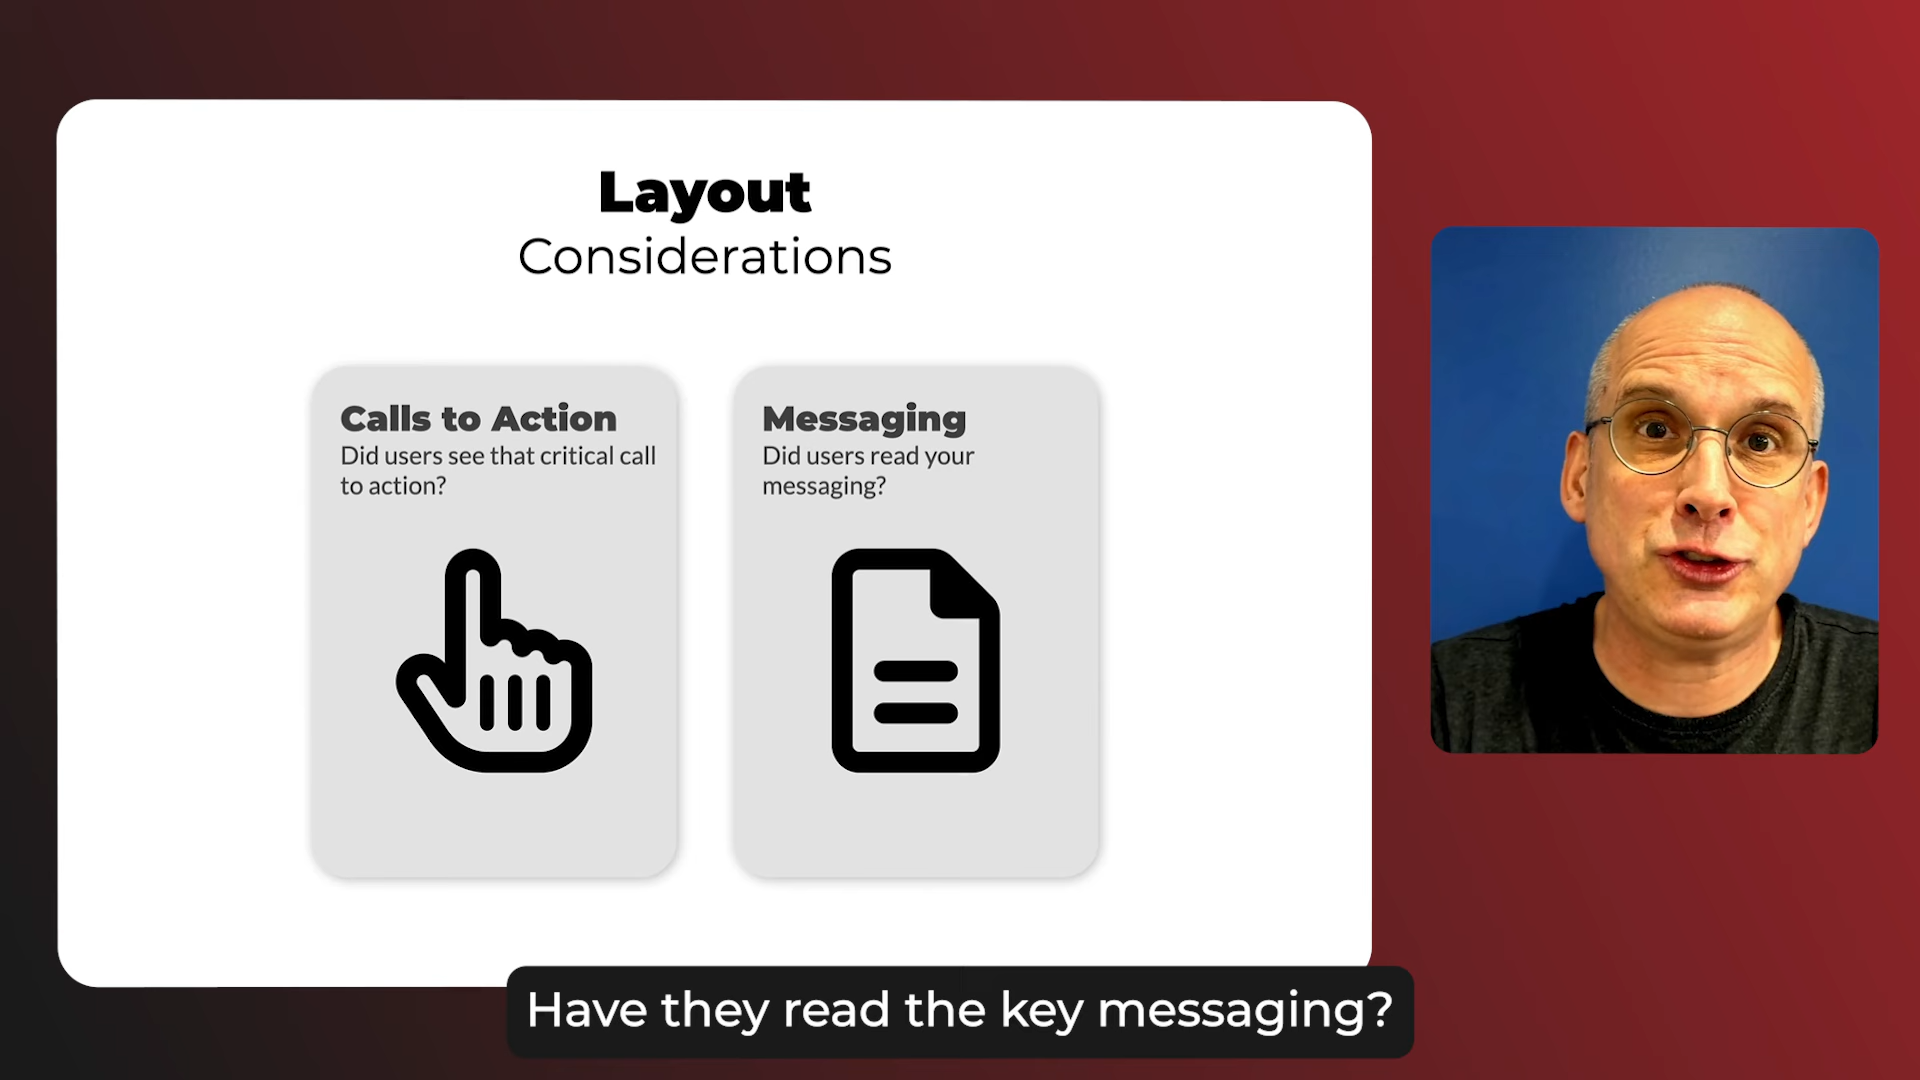 Layout
Considerations
Calls to Action
Did users see that critical call
to action?
Messaging
Did users read your
messaging?
Have they read the key messaging?